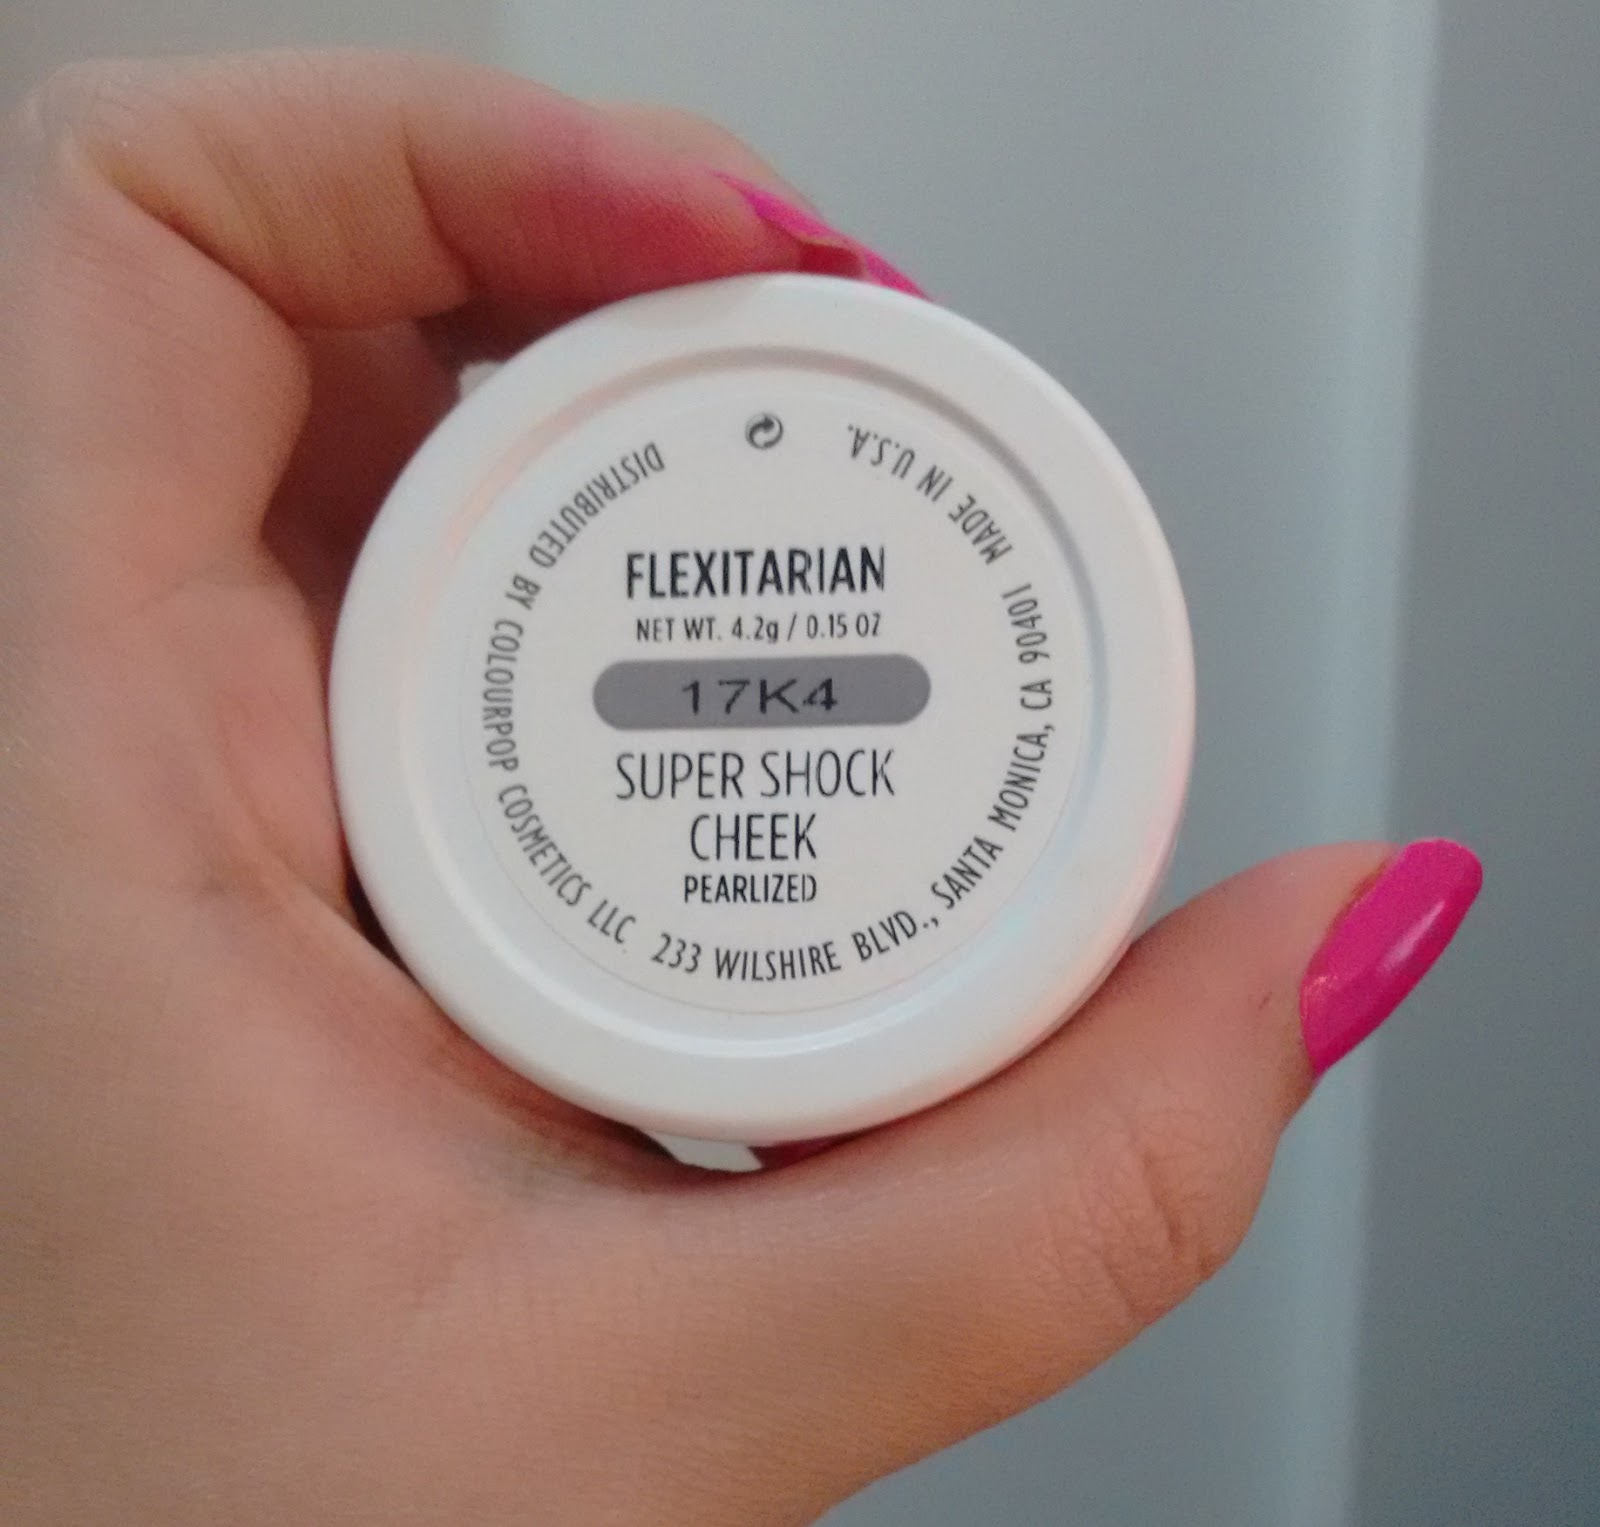 FLEXITARIAN
NET WT. 4.2g / 0.15 OZ
17K4
SUPER SHOCK
CHEEK
PEARLIZED
DISTRIBUTED BY COLOURPOP COSMETICS LLC 233 WILSHIRE BLVD., SANTA MONICA, CA 90401 MADE IN U.S.A.